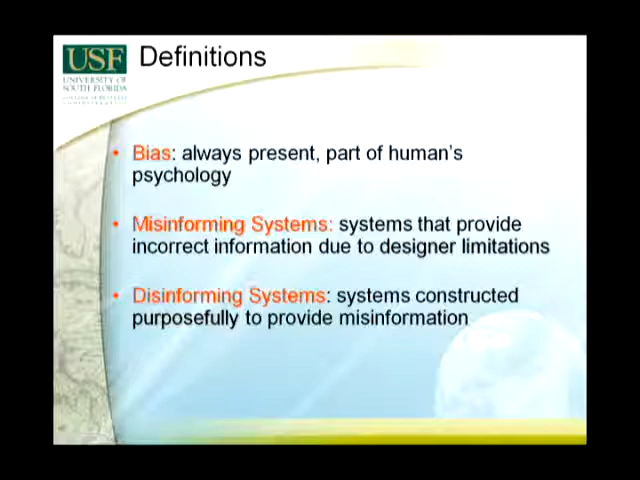 USF
UNIVERSITY OF
SOUTH FLORIDA
Definitions
• Bias: always present, part of human's
psychology
• Misinforming Systems: systems that provide
incorrect information due to designer limitations
• Disinforming Systems: systems constructed
purposefully to provide misinformation